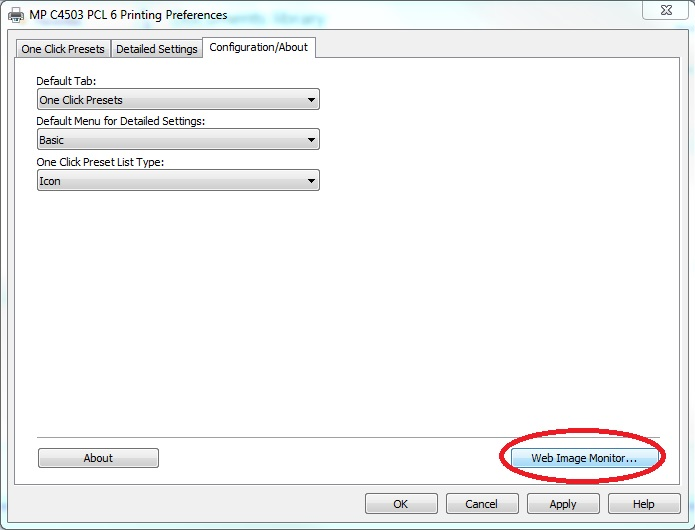 MP C4503 PCL 6 Printing Preferences
One Click Presets Detailed Settings Configuration/About
Default Tab:
One Click Presets
Default Menu for Detailed Settings:
Basic
One Click Preset List Type:
Icon
About Web Image Monitor...
OK Cancel Apply Help